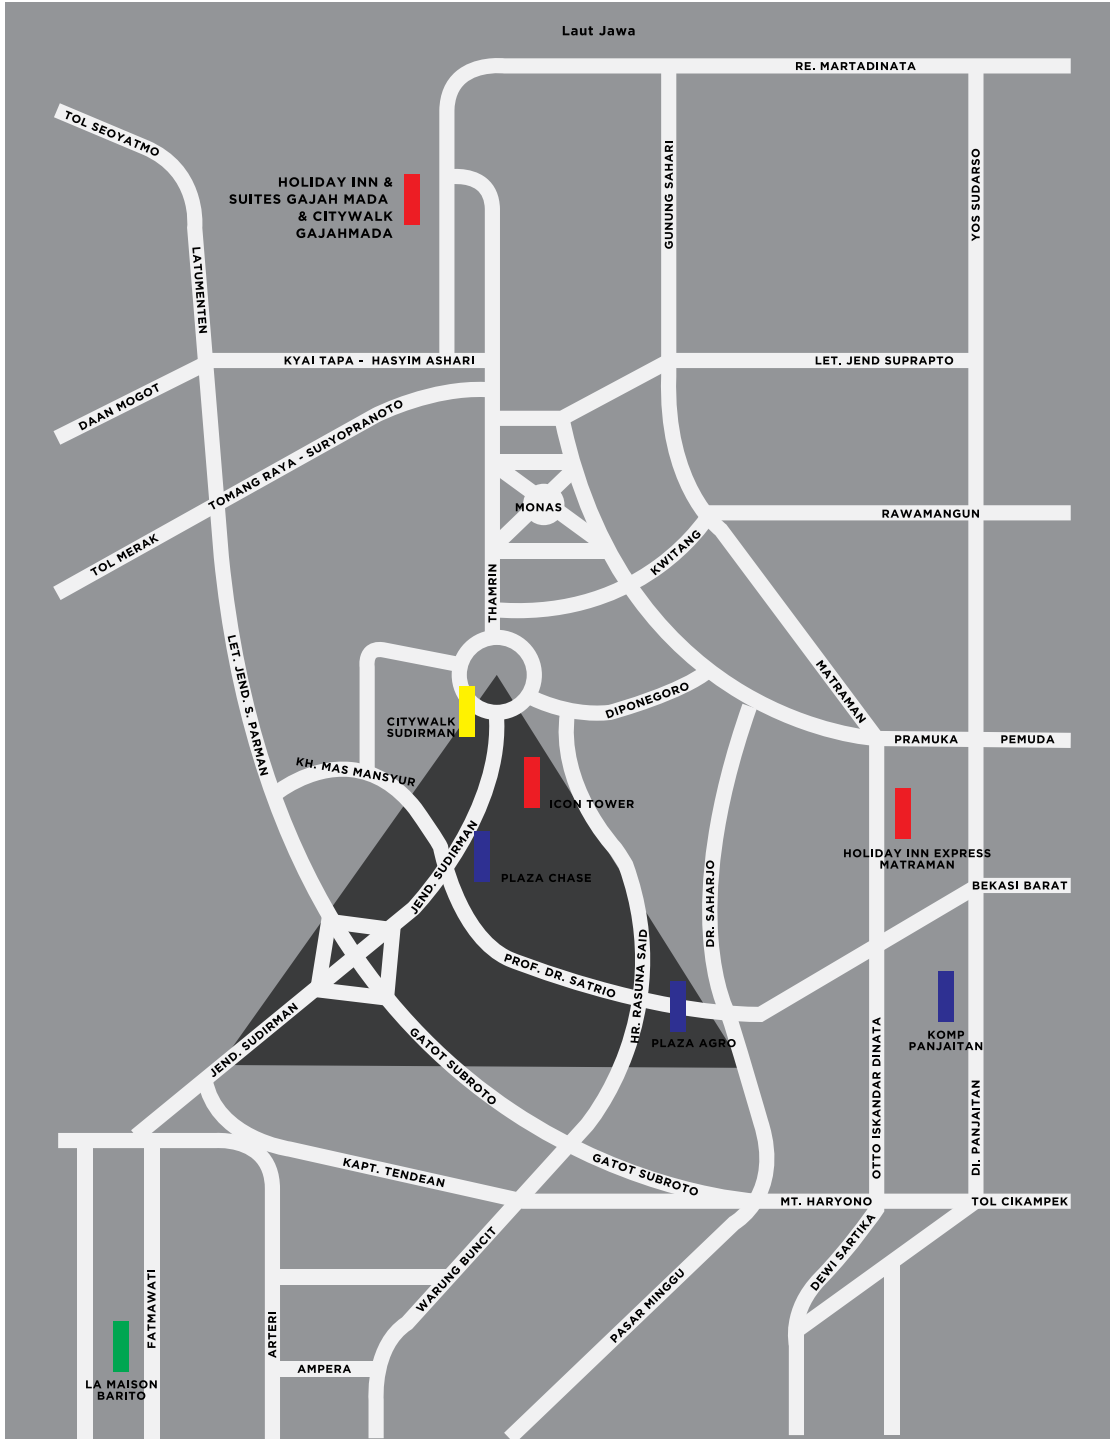 Laut Jawa
RE. MARTADINATA
TOL SEOYATMO
HOLIDAY INN &
SUITES GAJAH MADA
& CITYWALK
GAJAHMADA
GUNUNG SAHARI
YOS SUDARSO
LATUMENTEN
KYAI TAPA - HASYIM ASHARI
LET. JEND SUPRAPTO
DAAN MOGOT
TOMANG RAYA - SURYOPRANOTO
MONAS
RAWAMANGUN
TOL MERAK
KWITANG
THAMRIN
LET. JEND. S. PARMAN
MATRAMAN
DIPONEGORO
CITYWALK
SUDIRMAN
PRAMUKA
PEMUDA
KH. MAS MANSYUR
ICON TOWER
HOLIDAY INN EXPRESS
MATRAMAN
JEND. SUDIRMAN
PLAZA CHASE
BEKASI BARAT
DR. SAHARJO
PROF. DR. SATRIO
HR. RASUNA SAID
JEND. SUDIRMAN
GATOT SUBROTO
PLAZA AGRO
KOMP
PANJAITAN
OTTO ISKANDAR DINATA
DI. PANJAITAN
KAPT. TENDEAN
GATOT SUBROTO
MT. HARYONO
TOL CIKAMPEK
WARUNG BUNCIT
DEWI SARTIKA
PASAR MINGGU
FATMAWATI
ARTERI
AMPERA
LA MAISON
BARITO